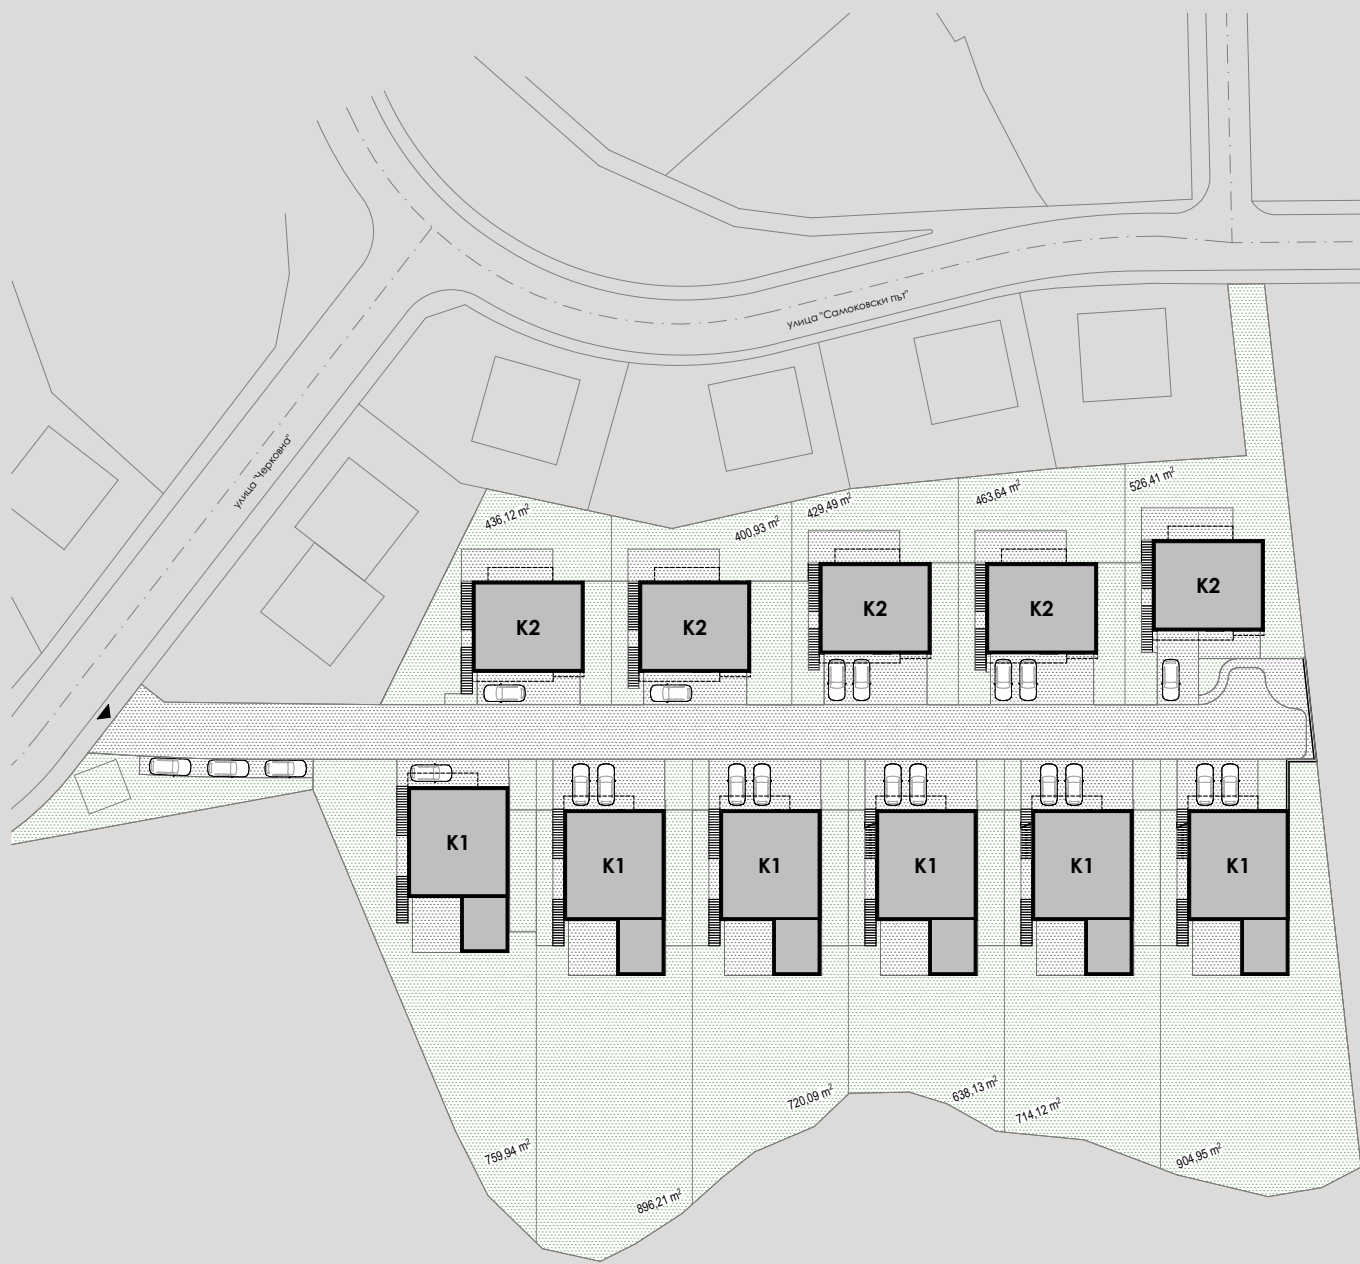 улица "Самоковски път"
улица "Черковна"
436,12 m²
400,93 m²
429,49 m²
463,64 m²
526,41 m²
K2
K2
K2
K2
K2
K1
K1
K1
K1
K1
K1
759,94 m²
896,21 m²
720,09 m²
638,13 m²
714,12 m²
904,95 m²